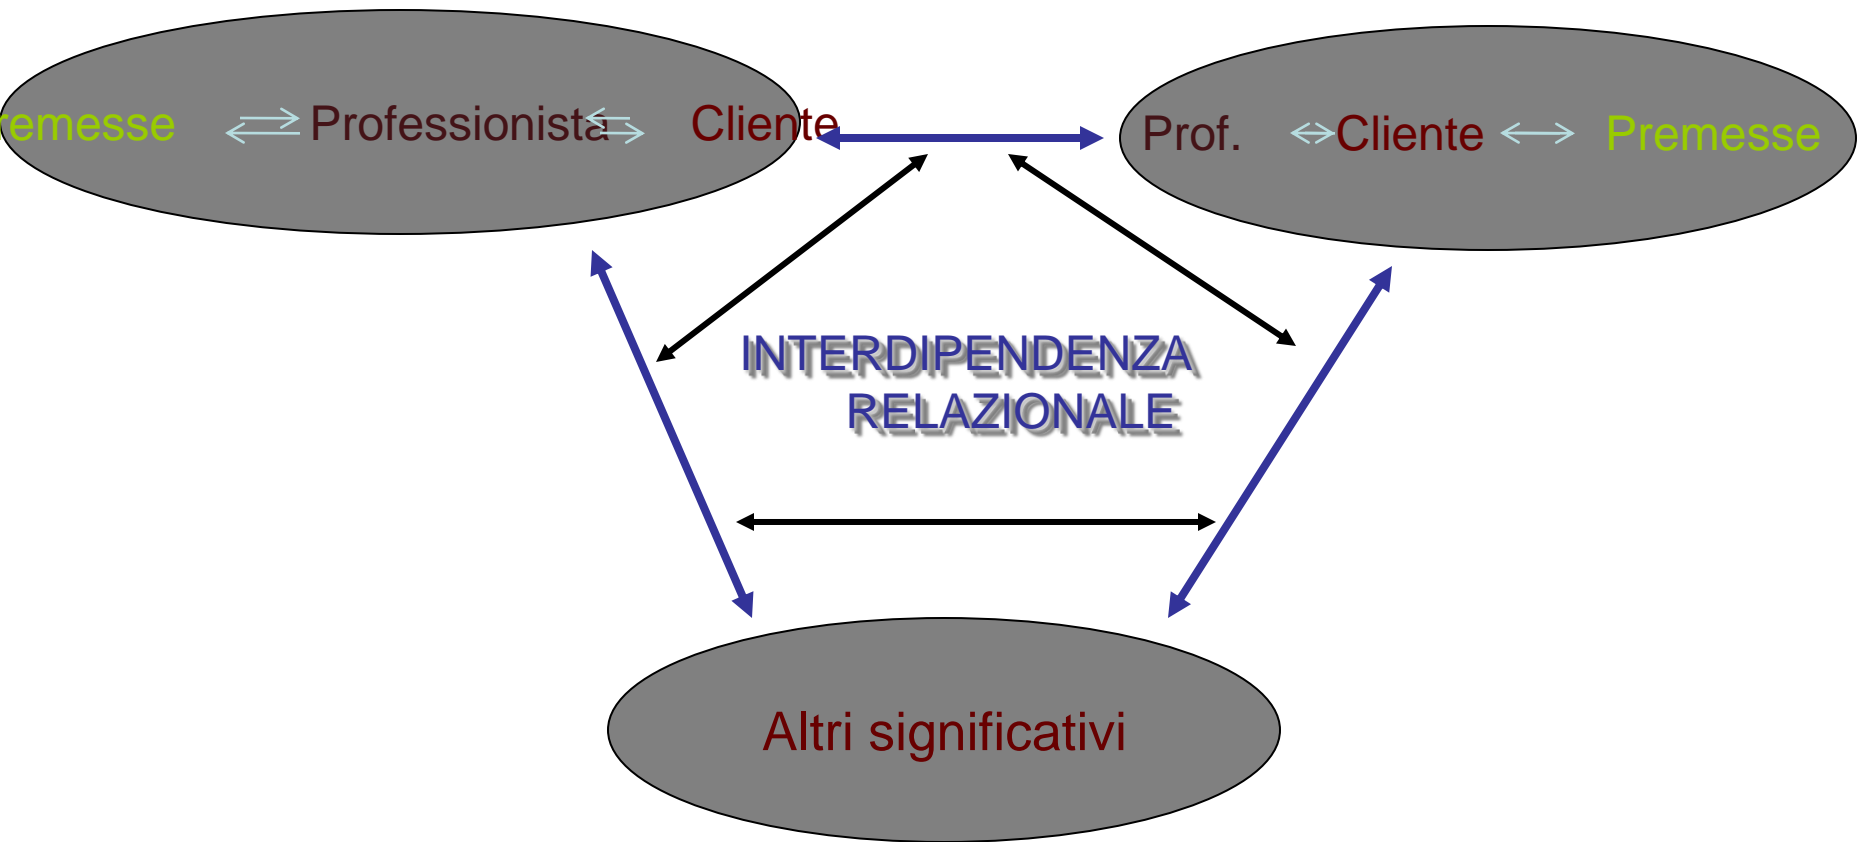 remesse Professionista Cliente
Prof. Cliente Premesse
INTERDIPENDENZA
RELAZIONALE
Altri significativi